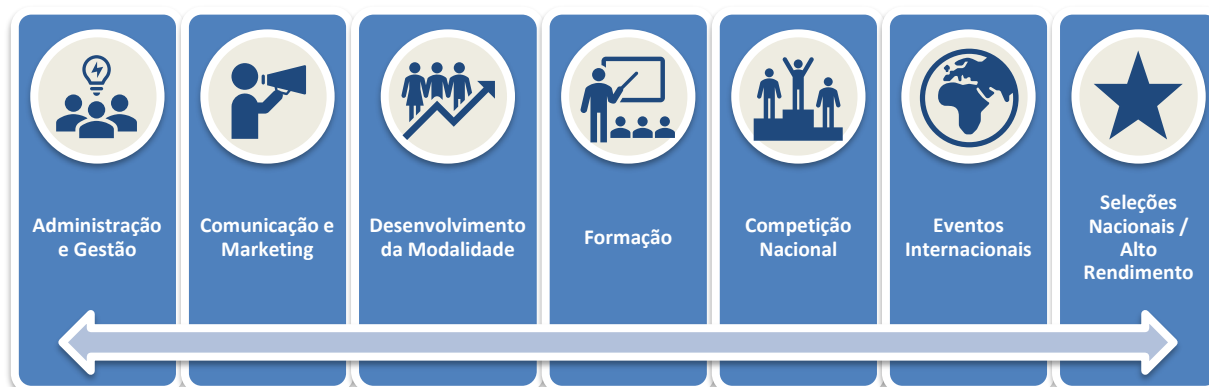 Administração
e Gestão
Comunicação e
Marketing
Desenvolvimento
da Modalidade
Formação
Competição
Nacional
Eventos
Internacionais
Seleções
Nacionais /
Alto
Rendimento